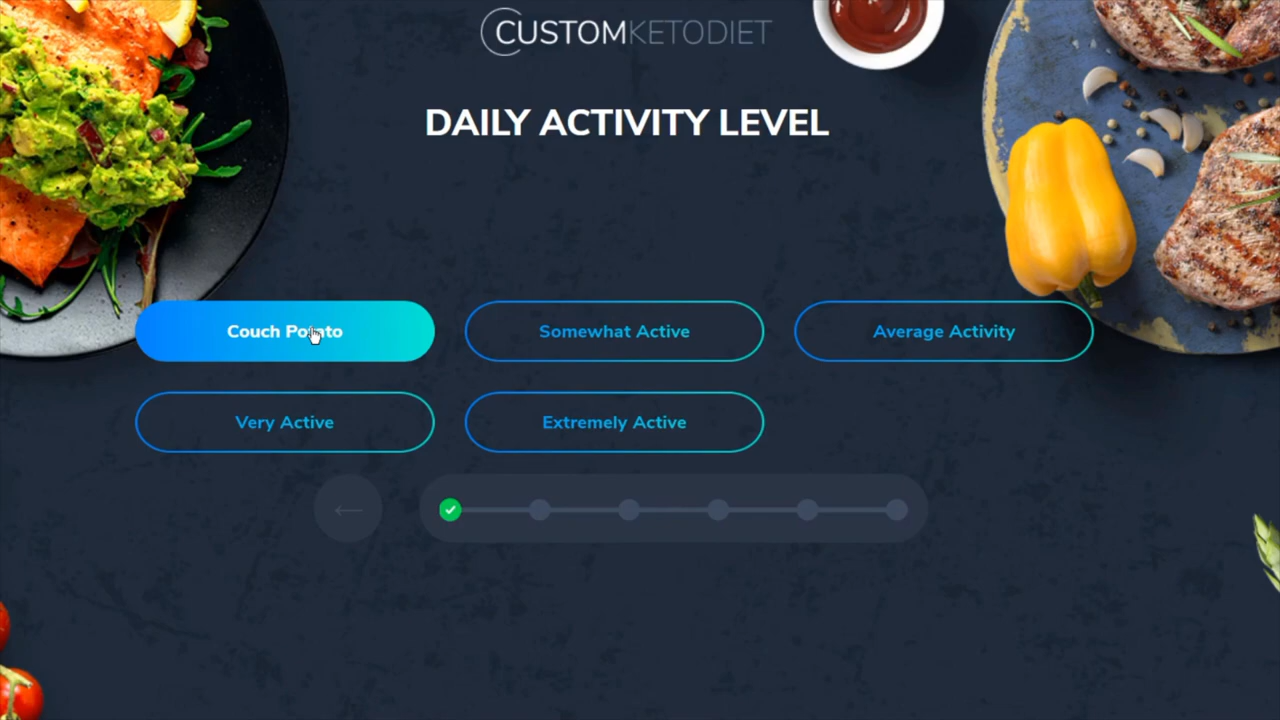 CUSTOMKETODIET
DAILY ACTIVITY LEVEL
Couch Potato
Somewhat Active
Average Activity
Very Active
Extremely Active